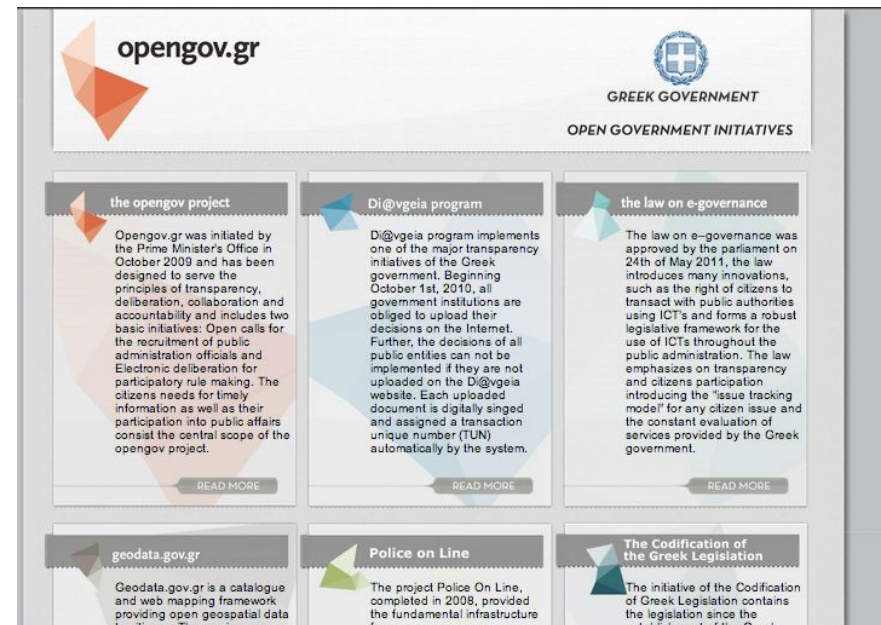 opengov.gr
GREEK GOVERNMENT
OPEN GOVERNMENT INITIATIVES
the opengov project
Opengov.gr was initiated by
the Prime Minister's Office in
October 2009 and has been
designed to serve the
principles of transparency,
deliberation, collaboration and
accountability and includes two
basic initiatives: Open calls for
the recruitment of public
administration officials and
Electronic deliberation for
participatory rule making. The
citizens needs for timely
information as well as their
participation into public affairs
consist the central scope of the
opengov project.
READ MORE
Di@vgeia program
Di@vgeia program implements
one of the major transparency
initiatives of the Greek
government. Beginning
October 1st, 2010, all
government institutions are
obliged to upload their
decisions on the Internet.
Further, the decisions of all
public entities can not be
implemented if they are not
uploaded on the Di@vgeia
website. Each uploaded
document is digitally singed
and assigned a transaction
unique number (TUN)
automatically by the system.
READ MORE
the law on e-governance
The law on e–governance was
approved by the parliament on
24th of May 2011, the law
introduces many innovations,
such as the right of citizens to
transact with public authorities
using ICT's and forms a robust
legislative framework for the
use of ICTs throughout the
public administration. The law
emphasizes on transparency
and citizens participation
introducing the "issue tracking
model" for any citizen issue and
the constant evaluation of
services provided by the Greek
government.
READ MORE
geodata.gov.gr
Geodata.gov.gr is a catalogue
and web mapping framework
providing open geospatial data
Police on Line
The project Police On Line,
completed in 2008, provided
the fundamental infrastructure
The Codification of
the Greek Legislation
The initiative of the Codification
of Greek Legislation contains
the legislation since the